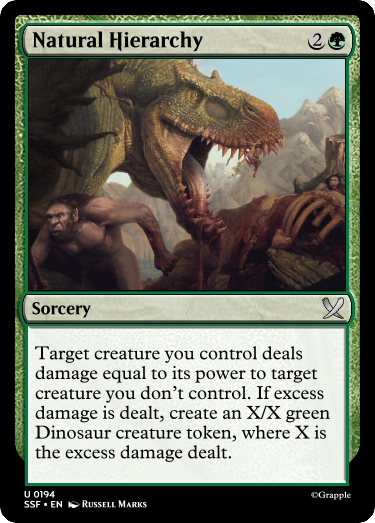 Natural Hierarchy 2
Sorcery
Target creature you control deals
damage equal to its power to target
creature you don't control. If excess
damage is dealt, create an X/X green
Dinosaur creature token, where X is
the excess damage dealt.
U 0194
©Grapple
SSF • EN Russell Marks